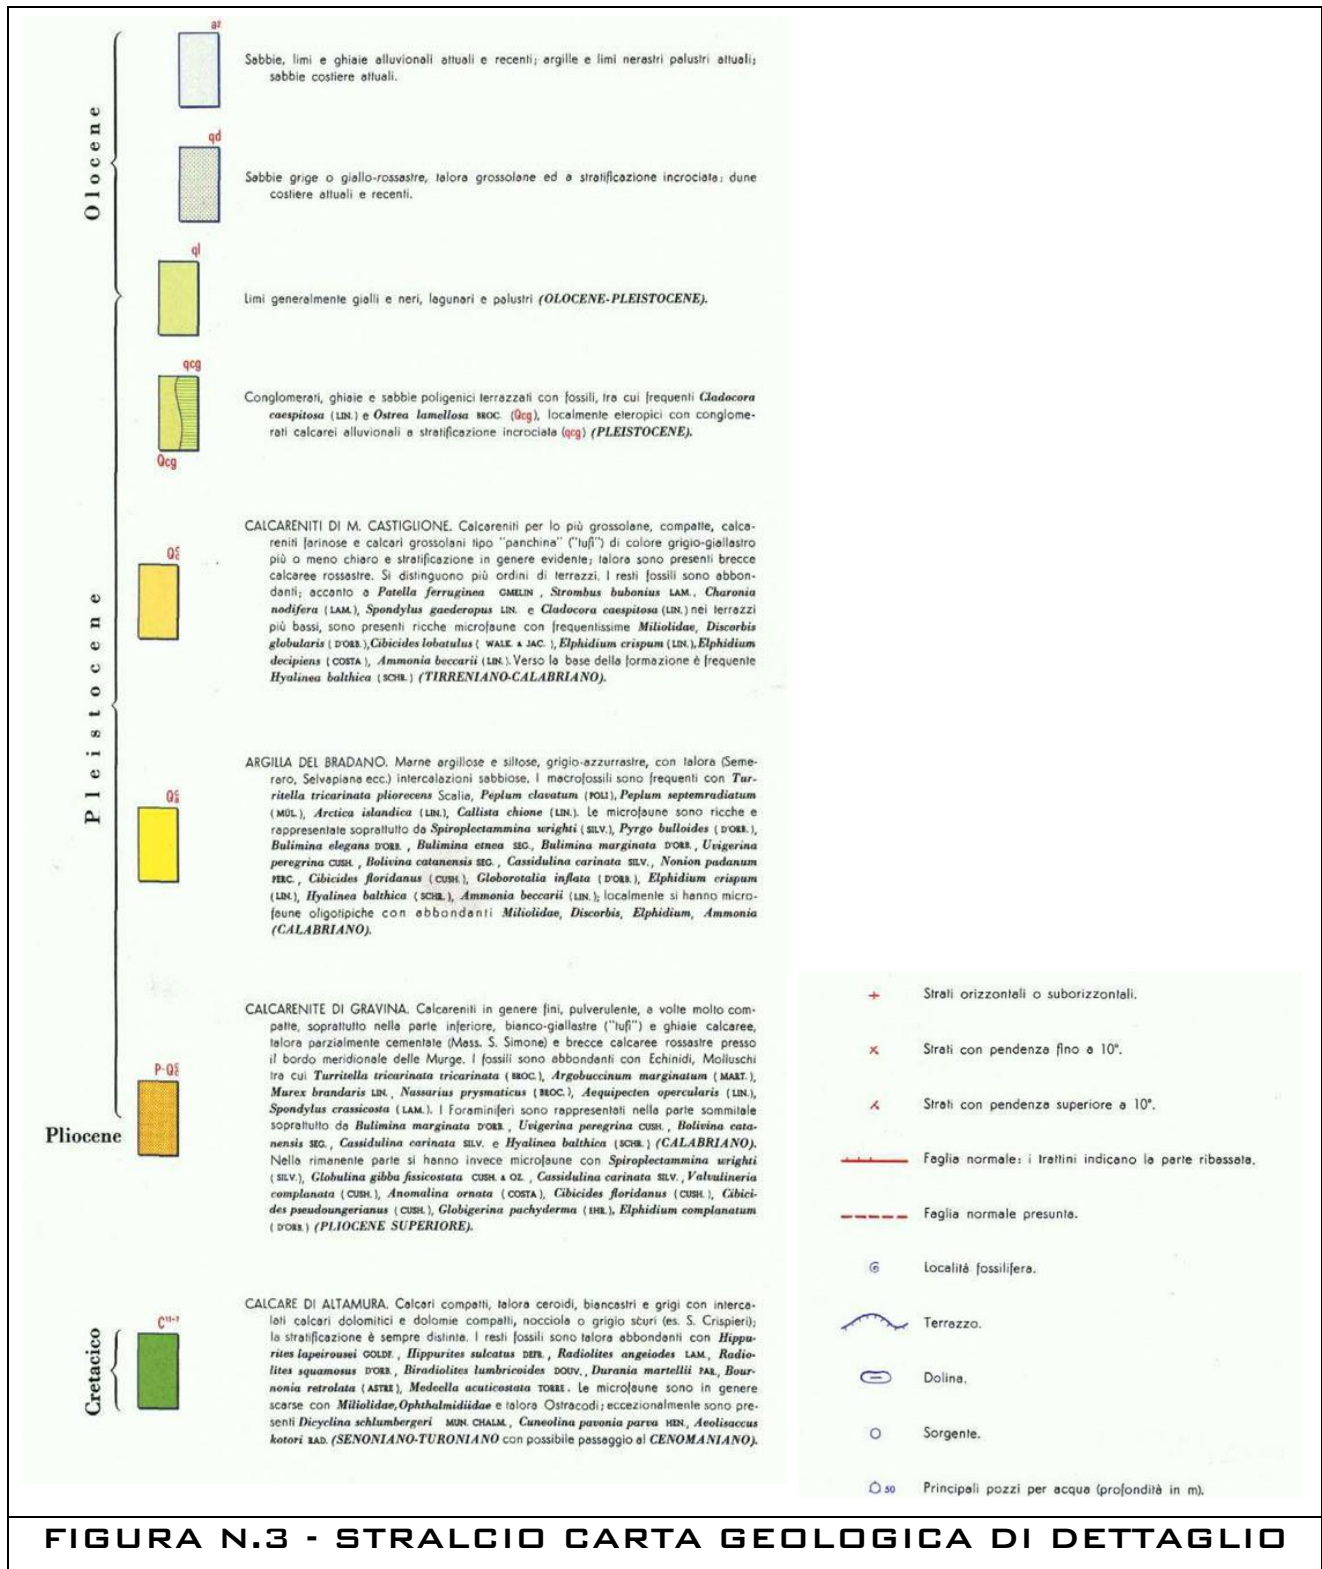 a²
Sabbie, limi e ghiaie alluvionali attuali e recenti; argille e limi nerastri palustri attuali;
sabbie costiere attuali.
Olocene
qd
Sabbie grige o giallo-rossastre, talora grossolane ed a stratificazione incrociata; dune
costiere attuali e recenti.
ql
Limi generalmente gialli e neri, lagunari e palustri (OLOCENE-PLEISTOCENE).
qcg
Conglomerati, ghiaie e sabbie poligenici terrazzati con fossili, tra cui frequenti Cladocora
caespitosa (LIN.) e Ostrea lamellosa BROC. (Qcg), localmente eteropici con conglome-
rati calcarei alluvionali a stratificazione incrociata (qcg) (PLEISTOCENE).
Qcg
Pleistocene
CALCARENITI DI M. CASTIGLIONE. Calcareniti per lo più grossolane, compatte, calca-
reniti farinose e calcari grossolani tipo "panchina" ("tufi") di colore grigio-giallastro
più o meno chiaro e stratificazione in genere evidente; talora sono presenti brecce
calcaree rossastre. Si distinguono più ordini di terrazzi. I resti fossili sono abbon-
danti; accanto a Patella ferruginea GMELIN , Strombus bubonius LAM., Charonia
nodifera (LAM.), Spondylus gaederopus LIN. e Cladocora caespitosa (LIN.) nei terrazzi
più bassi, sono presenti ricche microfaune con frequentissime Miliolidae, Discorbis
globularis (D'ORB.), Cibicides lobatulus ( WALK. & JAC. ), Elphidium crispum (LIN.), Elphidium
decipiens (COSTA), Ammonia beccarii (LIN.). Verso la base della formazione è frequente
Hyalinea balthica (SCHR.) (TIRRENIANO-CALABRIANO).
ARGILLA DEL BRADANO. Marne argillose e siltose, grigio-azzurrastre, con talora (Seme-
raro, Selvapiana ecc.) intercalazioni sabbiose. I macrofossili sono frequenti con Tur-
ritella tricarinata pliorecens Scalia, Peplum clavatum (POLI), Peplum septemradiatum
(MÜL.), Arctica islandica (LIN.), Callista chione (LIN.). Le microfaune sono ricche e
rappresentate soprattutto da Spiroplectammina wrighti (SILV.), Pyrgo bulloides (D'ORB.),
Bulimina elegans D'ORB. , Bulimina etnea SEG., Bulimina marginata D'ORB., Uvigerina
peregrina CUSH. , Bolivina catanensis SEG., Cassidulina carinata SILV., Nonion padanum
PERC., Cibicides floridanus (CUSH.), Globorotalia inflata (D'ORB.), Elphidium crispum
(LIN.), Hyalinea balthica (SCHR.), Ammonia beccarii (LIN.); localmente si hanno micro-
faune oligotipiche con abbondanti Miliolidae, Discorbis, Elphidium, Ammonia
(CALABRIANO).
CALCARENITE DI GRAVINA. Calcareniti in genere fini, pulverulente, a volte molto com-
patte, soprattutto nella parte inferiore, bianco-giallastre ("tufi") e ghiaie calcaree,
talora parzialmente cementate (Mass. S. Simone) e brecce calcaree rossastre presso
il bordo meridionale delle Murge. I fossili sono abbondanti con Echinidi, Molluschi
tra cui Turritella tricarinata tricarinata (BROC.), Argobuccinum marginatum (MART.),
Murex brandaris LIN., Nassarius prysmaticus (BROC.), Aequipecten opercularis (LIN.),
Spondylus crassicosta (LAM.). I Foraminiferi sono rappresentati nella parte sommitale
soprattutto da Bulimina marginata D'ORB. , Uvigerina peregrina CUSH. , Bolivina cata-
nensis SEG., Cassidulina carinata SILV. e Hyalinea balthica (SCHR.) (CALABRIANO).
Nella rimanente parte si hanno invece microfaune con Spiroplectammina wrighti
(SILV.), Globulina gibba fissicostata CUSH. & OZ. , Cassidulina carinata SILV., Valvulineria
complanata (CUSH.), Anomalina ornata (COSTA), Cibicides floridanus (CUSH.), Cibici-
des pseudoungerianus (CUSH.), Globigerina pachyderma (EHR.), Elphidium complanatum
(D'ORB.) (PLIOCENE SUPERIORE).
Pliocene
Cretacico
C¹¹⁻⁷
CALCARE DI ALTAMURA. Calcari compatti, talora ceroidi, biancastri e grigi con interca-
lati calcari dolomitici e dolomie compatti, nocciola o grigio scuri (es. S. Crispieri);
la stratificazione è sempre distinta. I resti fossili sono talora abbondanti con Hippu-
rites lapeirousei GOLDF., Hippurites sulcatus DEFR., Radiolites angeiodes LAM., Radio-
lites squamosus D'ORB., Biradiolites lumbricoides DOUV., Durania martellii PAR., Bour-
nonia retrolata (ASTRE), Medeella acuticostata TORRE. Le microfaune sono in genere
scarse con Miliolidae, Ophthalmidiidae e talora Ostracodi; eccezionalmente sono pre-
senti Dicyclina schlumbergeri MUN. CHALM., Cuneolina pavonia parva HEN., Aeolisaccus
kotori RAD. (SENONIANO-TURONIANO con possibile passaggio al CENOMANIANO).
Strati orizzontali o suborizzontali.
Strati con pendenza fino a 10°.
Strati con pendenza superiore a 10°.
Faglia normale: i trattini indicano la parte ribassata.
Faglia normale presunta.
Località fossilifera.
Terrazzo.
Dolina.
Sorgente.
50 Principali pozzi per acqua (profondità in m).
FIGURA N.3 - STRALCIO CARTA GEOLOGICA DI DETTAGLIO